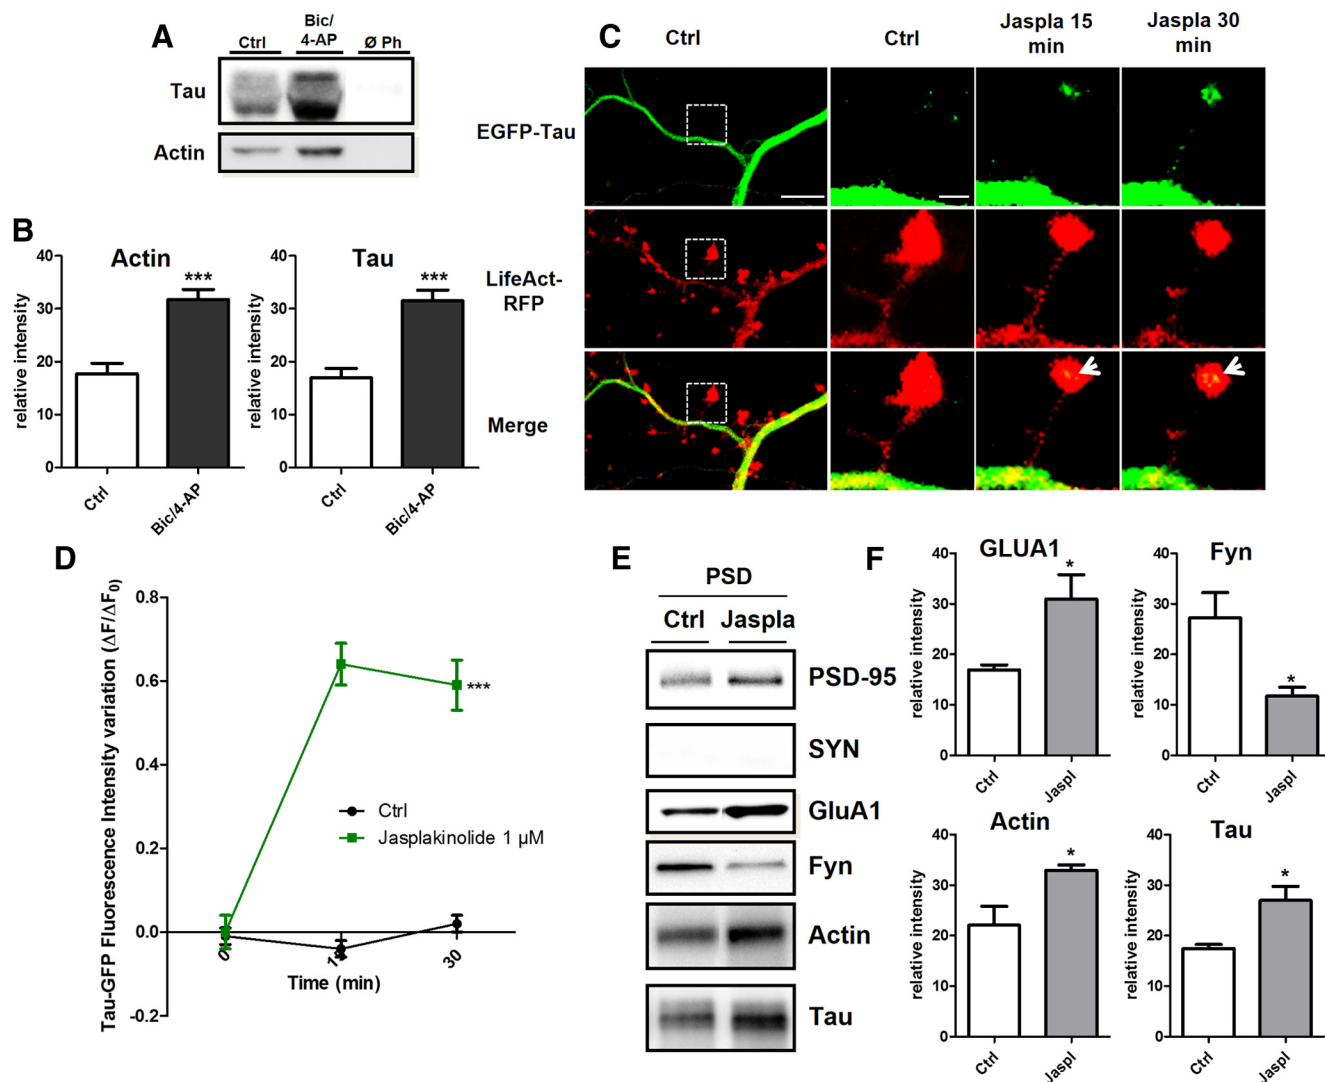 A
Ctrl
Bic/
4-AP
Ø Ph
Tau
Actin
B
Actin
relative intensity
40
30
20
10
0
***
Ctrl
Bic/4-AP
Tau
relative intensity
40
30
20
10
0
***
Ctrl
Bic/4-AP
C
Ctrl
Ctrl
Jaspla 15
min
Jaspla 30
min
EGFP-Tau
LifeAct-
RFP
Merge
D
Tau-GFP Fluorescence Intensity variation (ΔF/ΔF0)
0.8
0.6
0.4
0.2
0.0
-0.2
***
Ctrl
Jasplakinolide 1 µM
0
15
30
Time (min)
E
PSD
Ctrl
Jaspla
PSD-95
SYN
GluA1
Fyn
Actin
Tau
F
GLUA1
relative intensity
40
30
20
10
0
*
Ctrl
Jaspl
Fyn
relative intensity
40
30
20
10
0
*
Ctrl
Jaspl
Actin
relative intensity
40
30
20
10
0
*
Ctrl
Jaspl
Tau
relative intensity
40
30
20
10
0
*
Ctrl
Jaspl